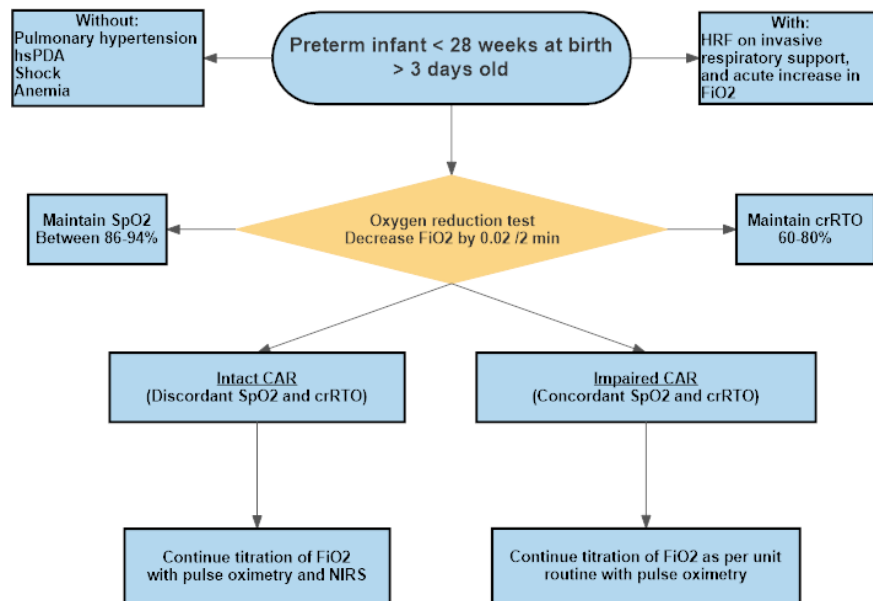 Without:
Pulmonary hypertension
hsPDA
Shock
Anemia
Preterm infant < 28 weeks at birth
> 3 days old
With:
HRF on invasive
respiratory support,
and acute increase in
FiO2
Maintain SpO2
Between 86-94%
Oxygen reduction test
Decrease FiO2 by 0.02 /2 min
Maintain crRTO
60-80%
Intact CAR
(Discordant SpO2 and crRTO)
Impaired CAR
(Concordant SpO2 and crRTO)
Continue titration of FiO2
with pulse oximetry and NIRS
Continue titration of FiO2 as per unit
routine with pulse oximetry